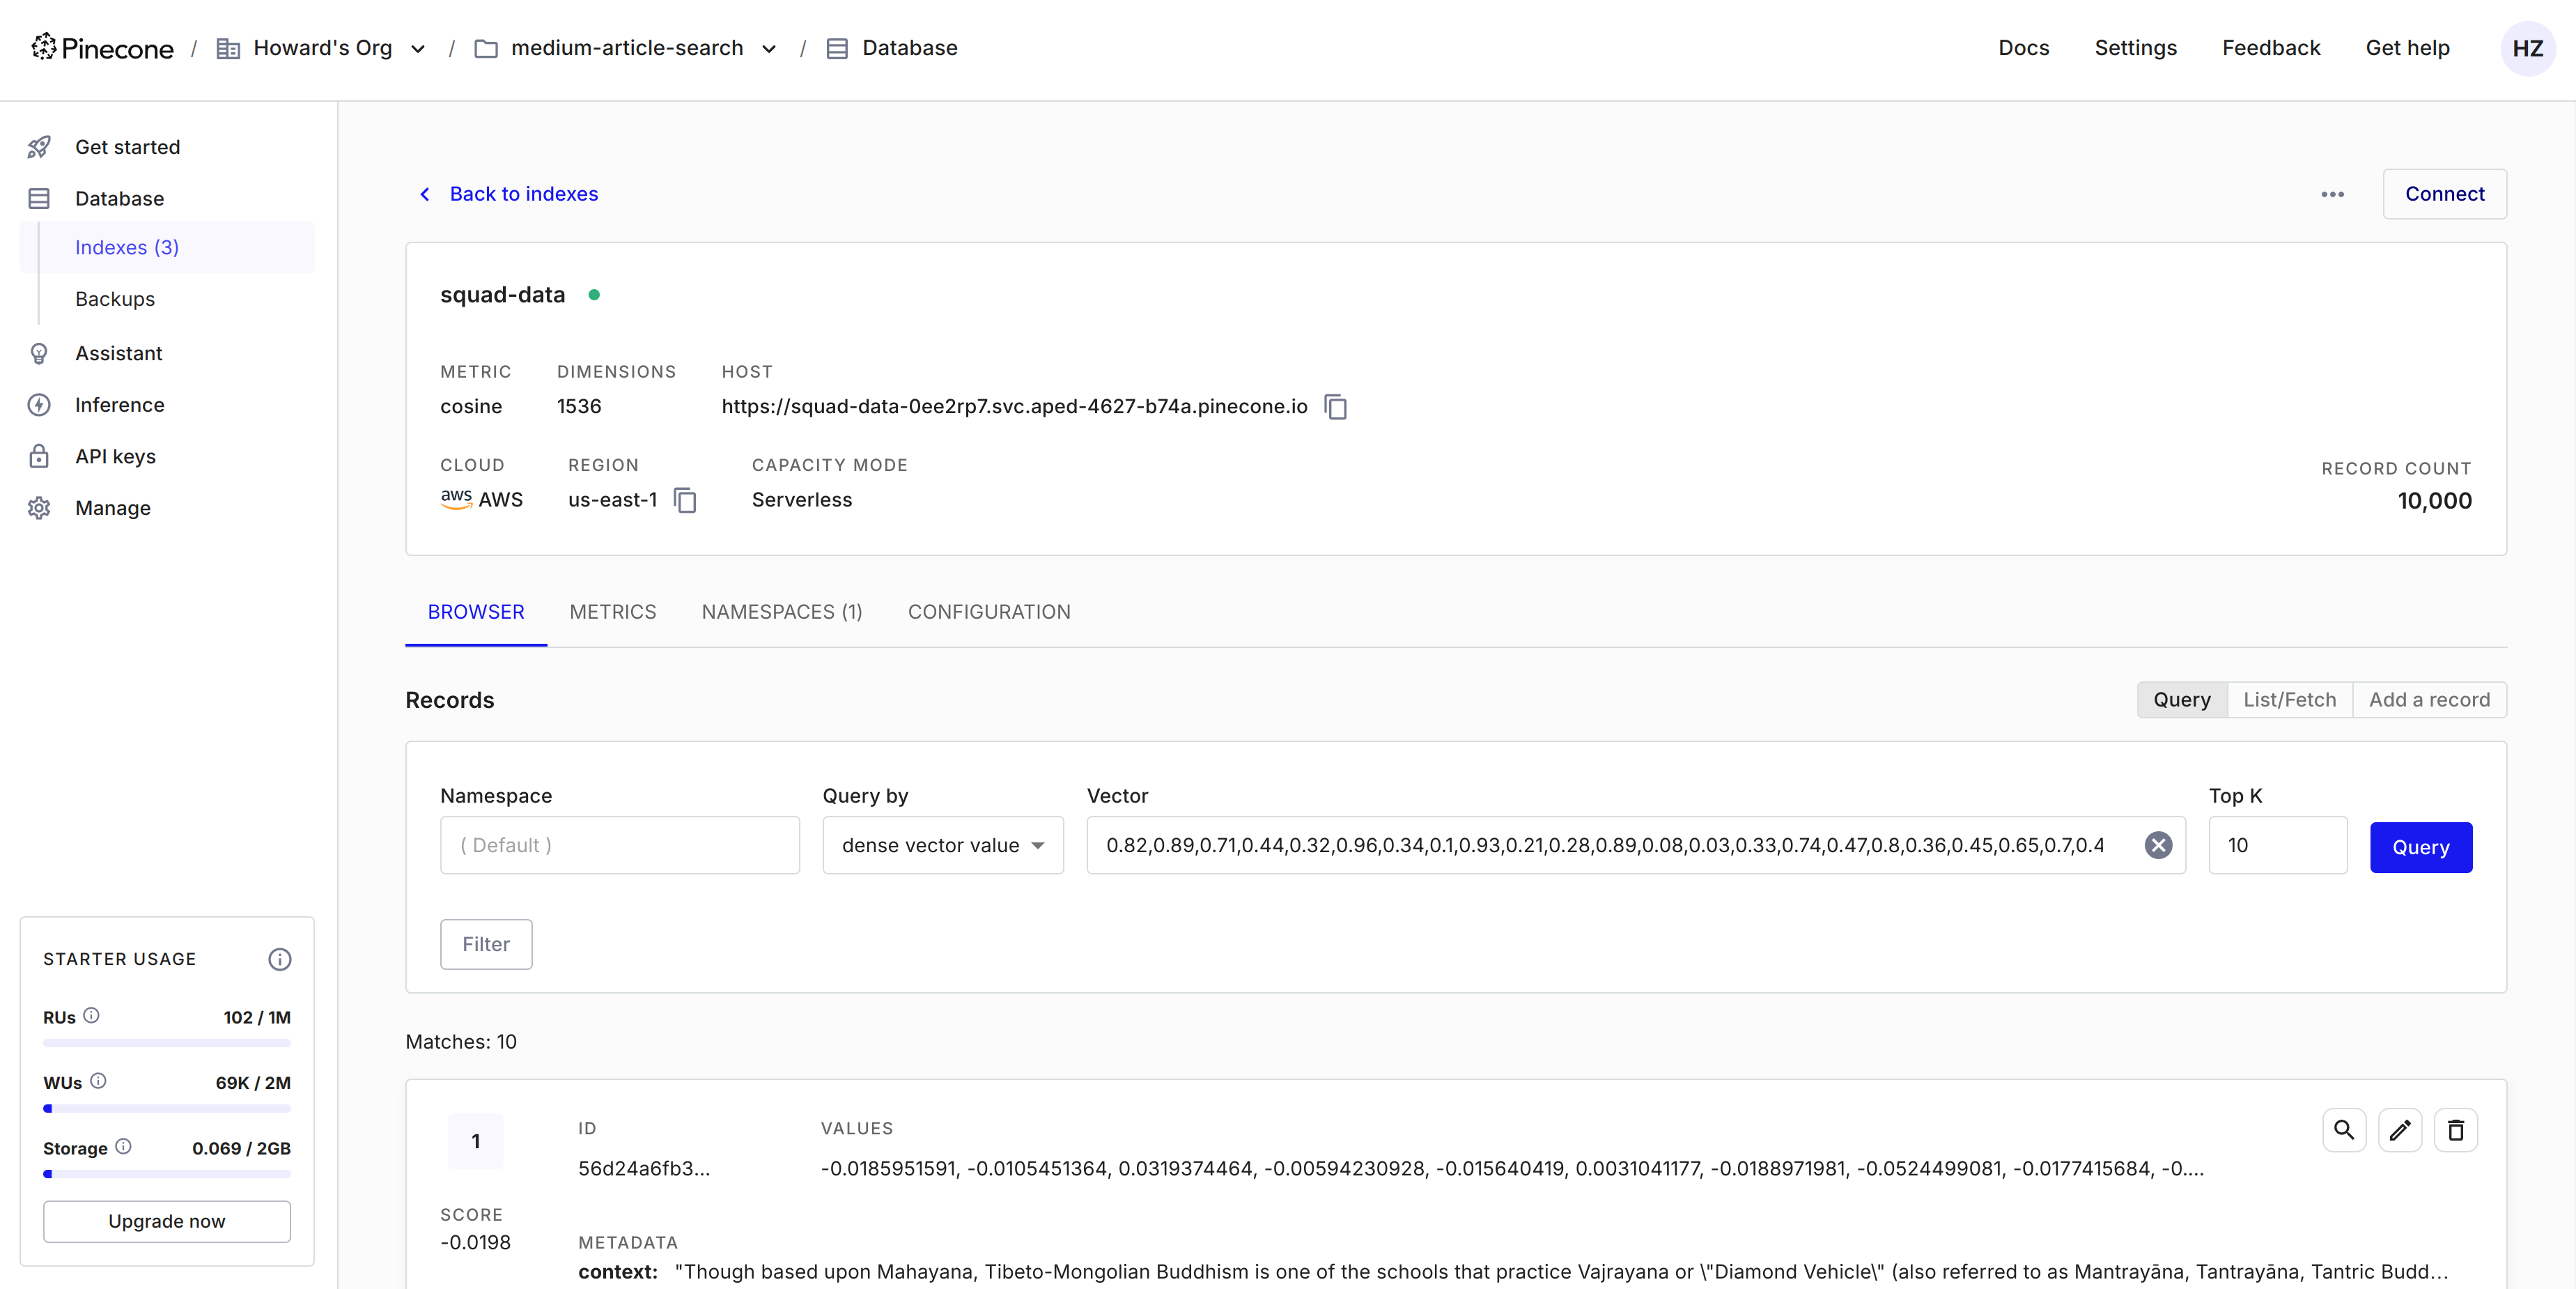 Pinecone / Howard's Org / medium-article-search / Database
Docs Settings Feedback Get help HZ
Get started
Database
Indexes (3)
Backups
Assistant
Inference
API keys
Manage
STARTER USAGE
RUs 102 / 1M
WUs 69K / 2M
Storage 0.069 / 2GB
Upgrade now
Back to indexes
Connect
squad-data
METRIC DIMENSIONS HOST
cosine 1536 https://squad-data-0ee2rp7.svc.aped-4627-b74a.pinecone.io
CLOUD REGION CAPACITY MODE
aws AWS us-east-1 Serverless
RECORD COUNT
10,000
BROWSER METRICS NAMESPACES (1) CONFIGURATION
Records
Query List/Fetch Add a record
Namespace Query by Vector Top K
( Default ) dense vector value 0.82,0.89,0.71,0.44,0.32,0.96,0.34,0.1,0.93,0.21,0.28,0.89,0.08,0.03,0.33,0.74,0.47,0.8,0.36,0.45,0.65,0.7,0.4 10 Query
Filter
Matches: 10
1
ID VALUES
56d24a6fb3... -0.0185951591, -0.0105451364, 0.0319374464, -0.00594230928, -0.015640419, 0.0031041177, -0.0188971981, -0.0524499081, -0.0177415684, -0....
SCORE
-0.0198
METADATA
context: "Though based upon Mahayana, Tibeto-Mongolian Buddhism is one of the schools that practice Vajrayana or \"Diamond Vehicle\" (also referred to as Mantrayāna, Tantrayāna, Tantric Budd...